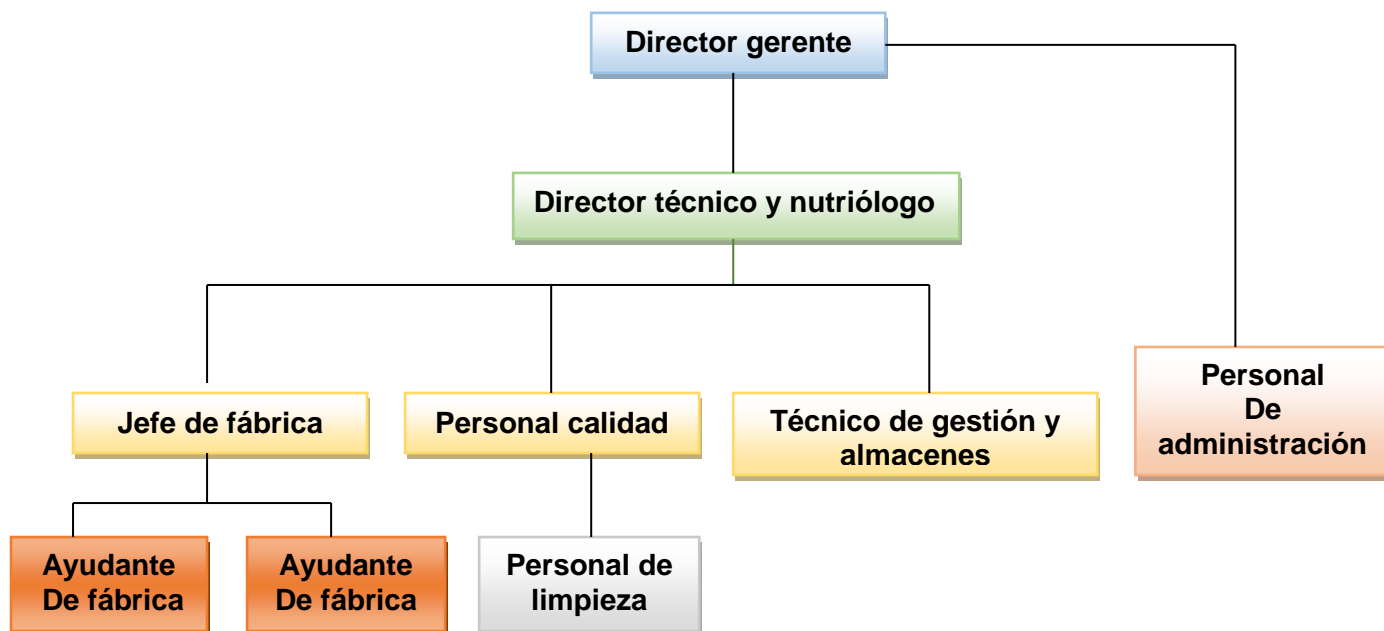 Director gerente
Director técnico y nutriólogo
Jefe de fábrica
Personal calidad
Técnico de gestión y
almacenes
Personal
De
administración
Ayudante
De fábrica
Ayudante
De fábrica
Personal de
limpieza